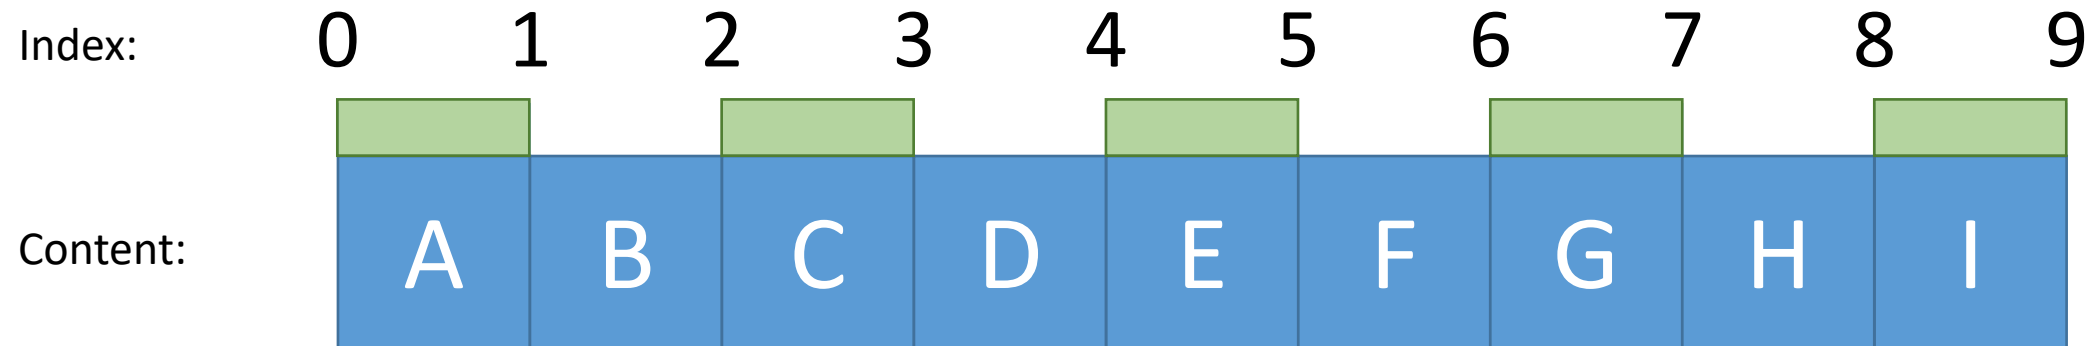 Index: 0 1 2 3 4 5 6 7 8 9
Content: A B C D E F G H I